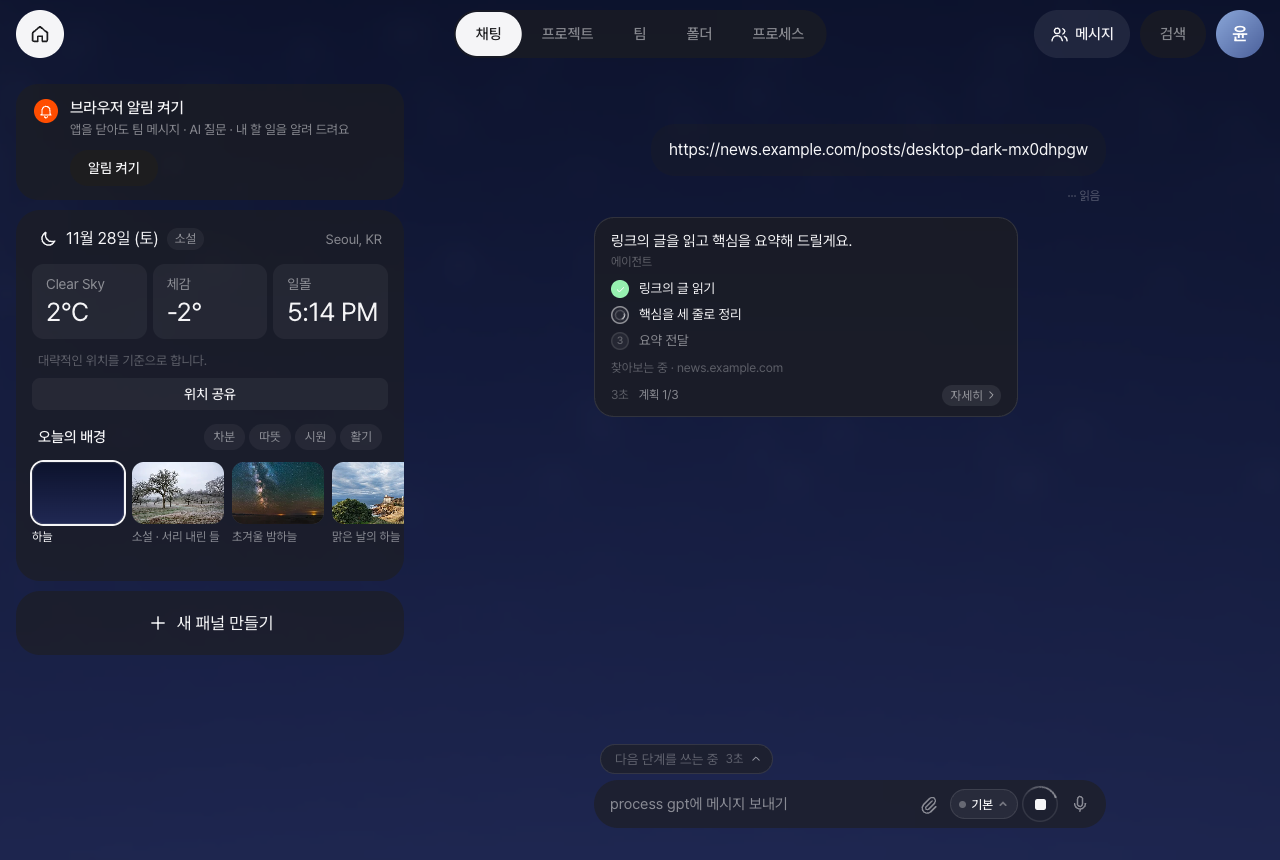 채팅
프로젝트
팀
폴더
프로세스
메시지
검색
윤
브라우저 알림 켜기
앱을 닫아도 팀 메시지 · AI 질문 · 내 할 일을 알려 드려요
알림 켜기
11월 28일 (토)
소설
Seoul, KR
Clear Sky
2°C
체감
-2°
일몰
5:14 PM
대략적인 위치를 기준으로 합니다.
위치 공유
오늘의 배경
차분
따뜻
시원
활기
하늘
소설 · 서리 내린 들
초겨울 밤하늘
맑은 날의 하늘
새 패널 만들기
https://news.example.com/posts/desktop-dark-mx0dhpgw
··· 읽음
링크의 글을 읽고 핵심을 요약해 드릴게요.
에이전트
링크의 글 읽기
핵심을 세 줄로 정리
3 요약 전달
찾아보는 중 · news.example.com
3초 계획 1/3
자세히
다음 단계를 쓰는 중 3초
process gpt에 메시지 보내기
기본